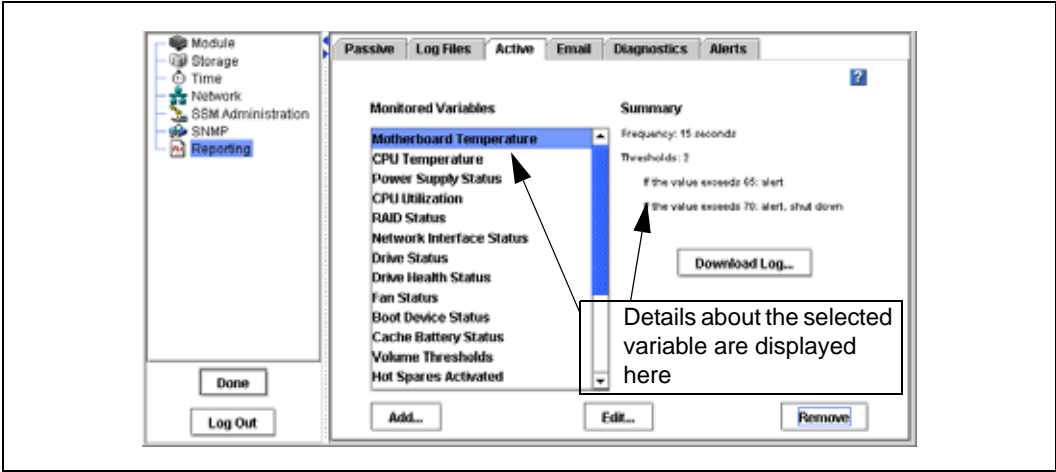 Module
Storage
Time
Network
SSM Administration
SNMP
Reporting
Done
Log Out
Passive
Log Files
Active
Email
Diagnostics
Alerts
?
Monitored Variables
Motherboard Temperature
CPU Temperature
Power Supply Status
CPU Utilization
RAID Status
Network Interface Status
Drive Status
Drive Health Status
Fan Status
Boot Device Status
Cache Battery Status
Volume Thresholds
Hot Spares Activated
Summary
Frequency: 15 seconds
Thresholds: 2
If the value exceeds 65: alert
If the value exceeds 70: alert, shut down
Download Log...
Details about the selected
variable are displayed
here
Add...
Edit...
Remove